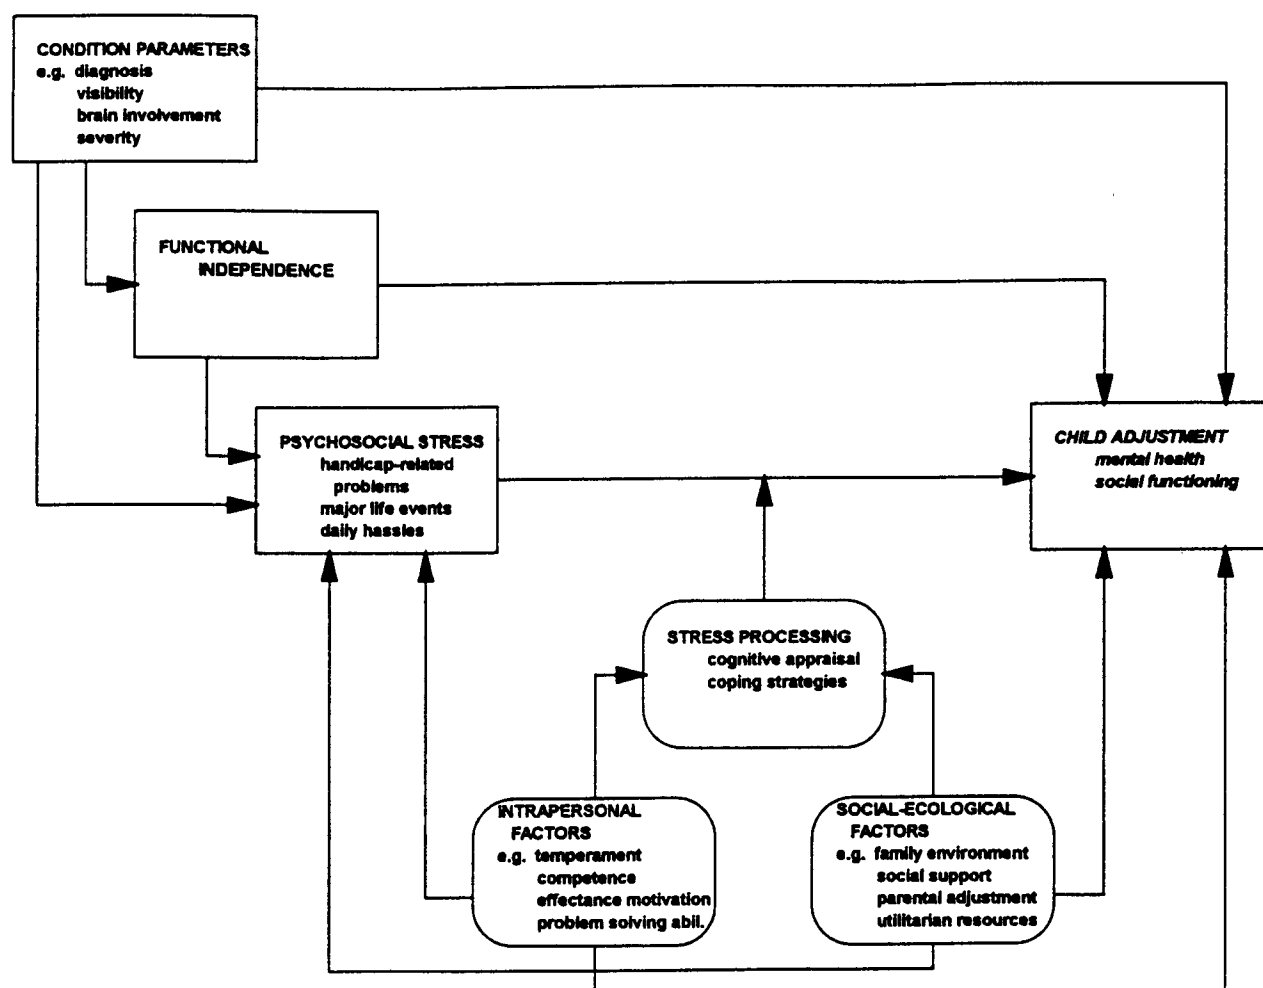 CONDITION PARAMETERS
e.g. diagnosis
visibility
brain involvement
severity
FUNCTIONAL
INDEPENDENCE
PSYCHOSOCIAL STRESS
handicap-related
problems
major life events
daily hassles
CHILD ADJUSTMENT
mental health
social functioning
STRESS PROCESSING
cognitive appraisal
coping strategies
INTRAPERSONAL
FACTORS
e.g. temperament
competence
effectance motivation
problem solving abil.
SOCIAL-ECOLOGICAL
FACTORS
e.g. family environment
social support
parental adjustment
utilitarian resources